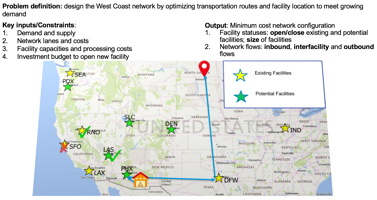 Problem definition: design the West Coast network by optimizing transportation routes and facility location to meet growing
demand
Key inputs/Constraints:
1. Demand and supply
2. Network lanes and costs
3. Facility capacities and processing costs
4. Investment budget to open new facility
Output: Minimum cost network configuration
1. Facility statuses: open/close existing and potential
facilities; size of facilities
2. Network flows: inbound, interfacility and outbound
flows
Existing Facilities
Potential Facilities
SEA
PDX
RNO
SLC
DEN
SFO
LAS
LAX
PHX
DFW
IND
UNITED STATES